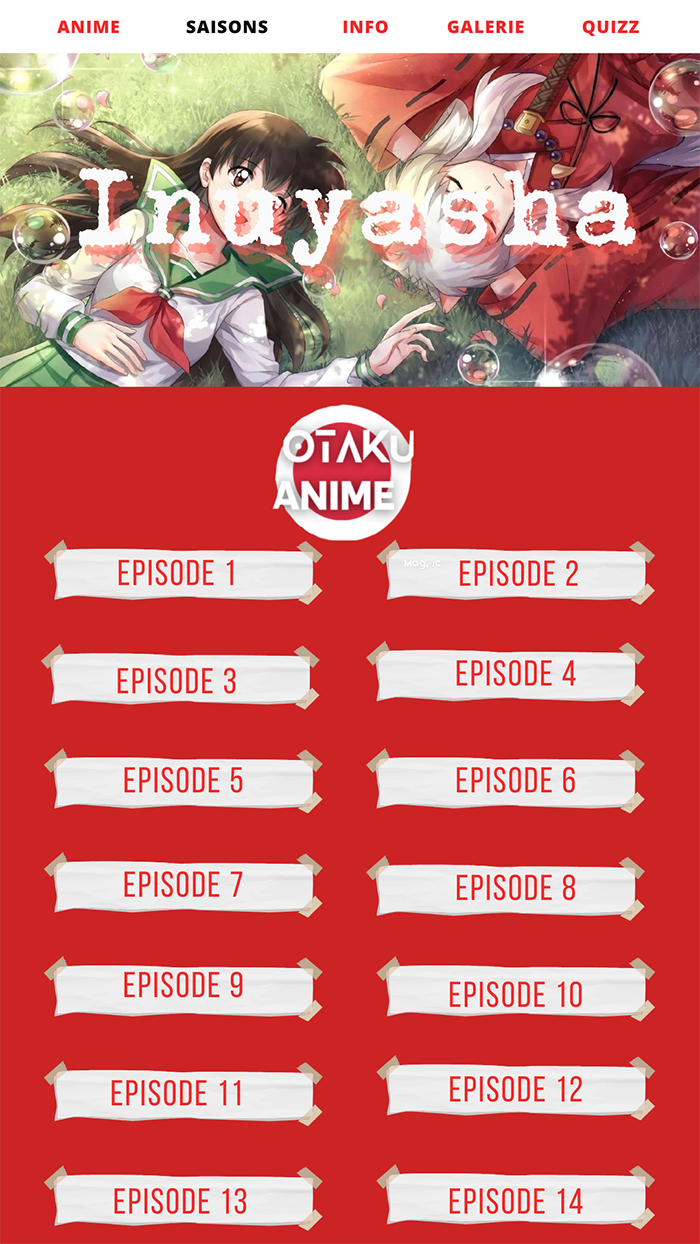 ANIME SAISONS INFO GALERIE QUIZZ
Inuyasha
OTAKU
ANIME
EPISODE 1
EPISODE 2
EPISODE 3
EPISODE 4
EPISODE 5
EPISODE 6
EPISODE 7
EPISODE 8
EPISODE 9
EPISODE 10
EPISODE 11
EPISODE 12
EPISODE 13
EPISODE 14